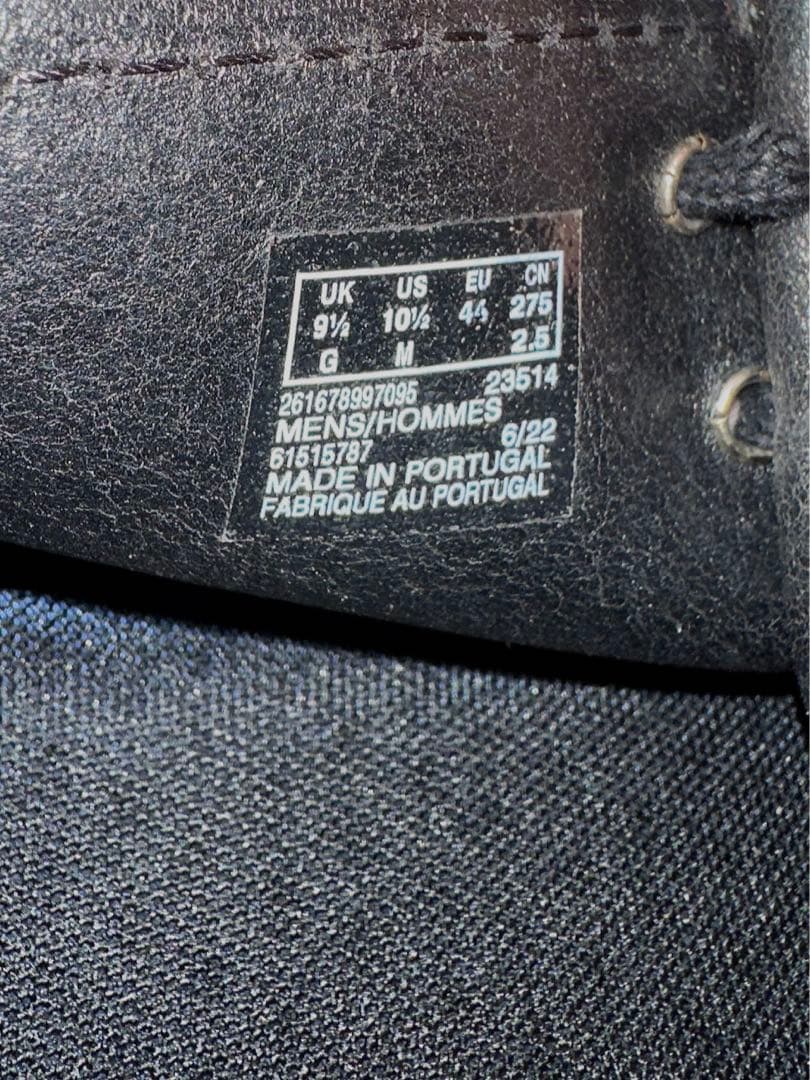 UK US EU CN
9½ 10½ 44 275
G M 2.5
261678997095 23514
MENS/HOMMES
61515787 6/22
MADE IN PORTUGAL
FABRIQUE AU PORTUGAL